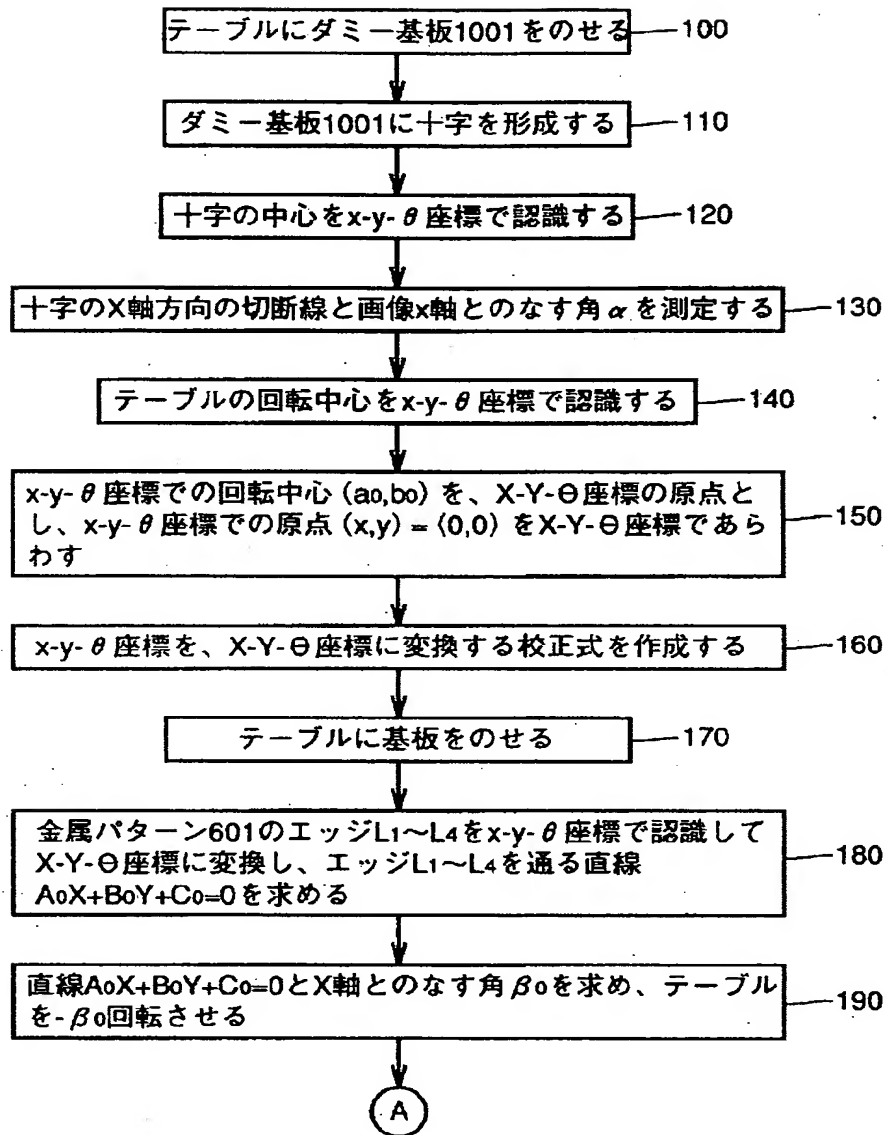 テーブルにダミー基板1001をのせる 100
ダミー基板1001に十字を形成する 110
十字の中心をx-y-θ座標で認識する 120
十字のX軸方向の切断線と画像x軸とのなす角αを測定する 130
テーブルの回転中心をx-y-θ座標で認識する 140
x-y-θ座標での回転中心 (a0,b0) を、X-Y-Θ座標の原点と
し、x-y-θ座標での原点 (x,y) = (0,0) をX-Y-Θ座標であら
わす
150
x-y-θ座標を、X-Y-Θ座標に変換する校正式を作成する 160
テーブルに基板をのせる 170
金属パターン601のエッジL1~L4をx-y-θ座標で認識して
X-Y-Θ座標に変換し、エッジL1~L4を通る直線
A0X+B0Y+C0=0を求める
180
直線A0X+B0Y+C0=0とX軸とのなす角β0を求め、テーブル
を-β0回転させる
190
A